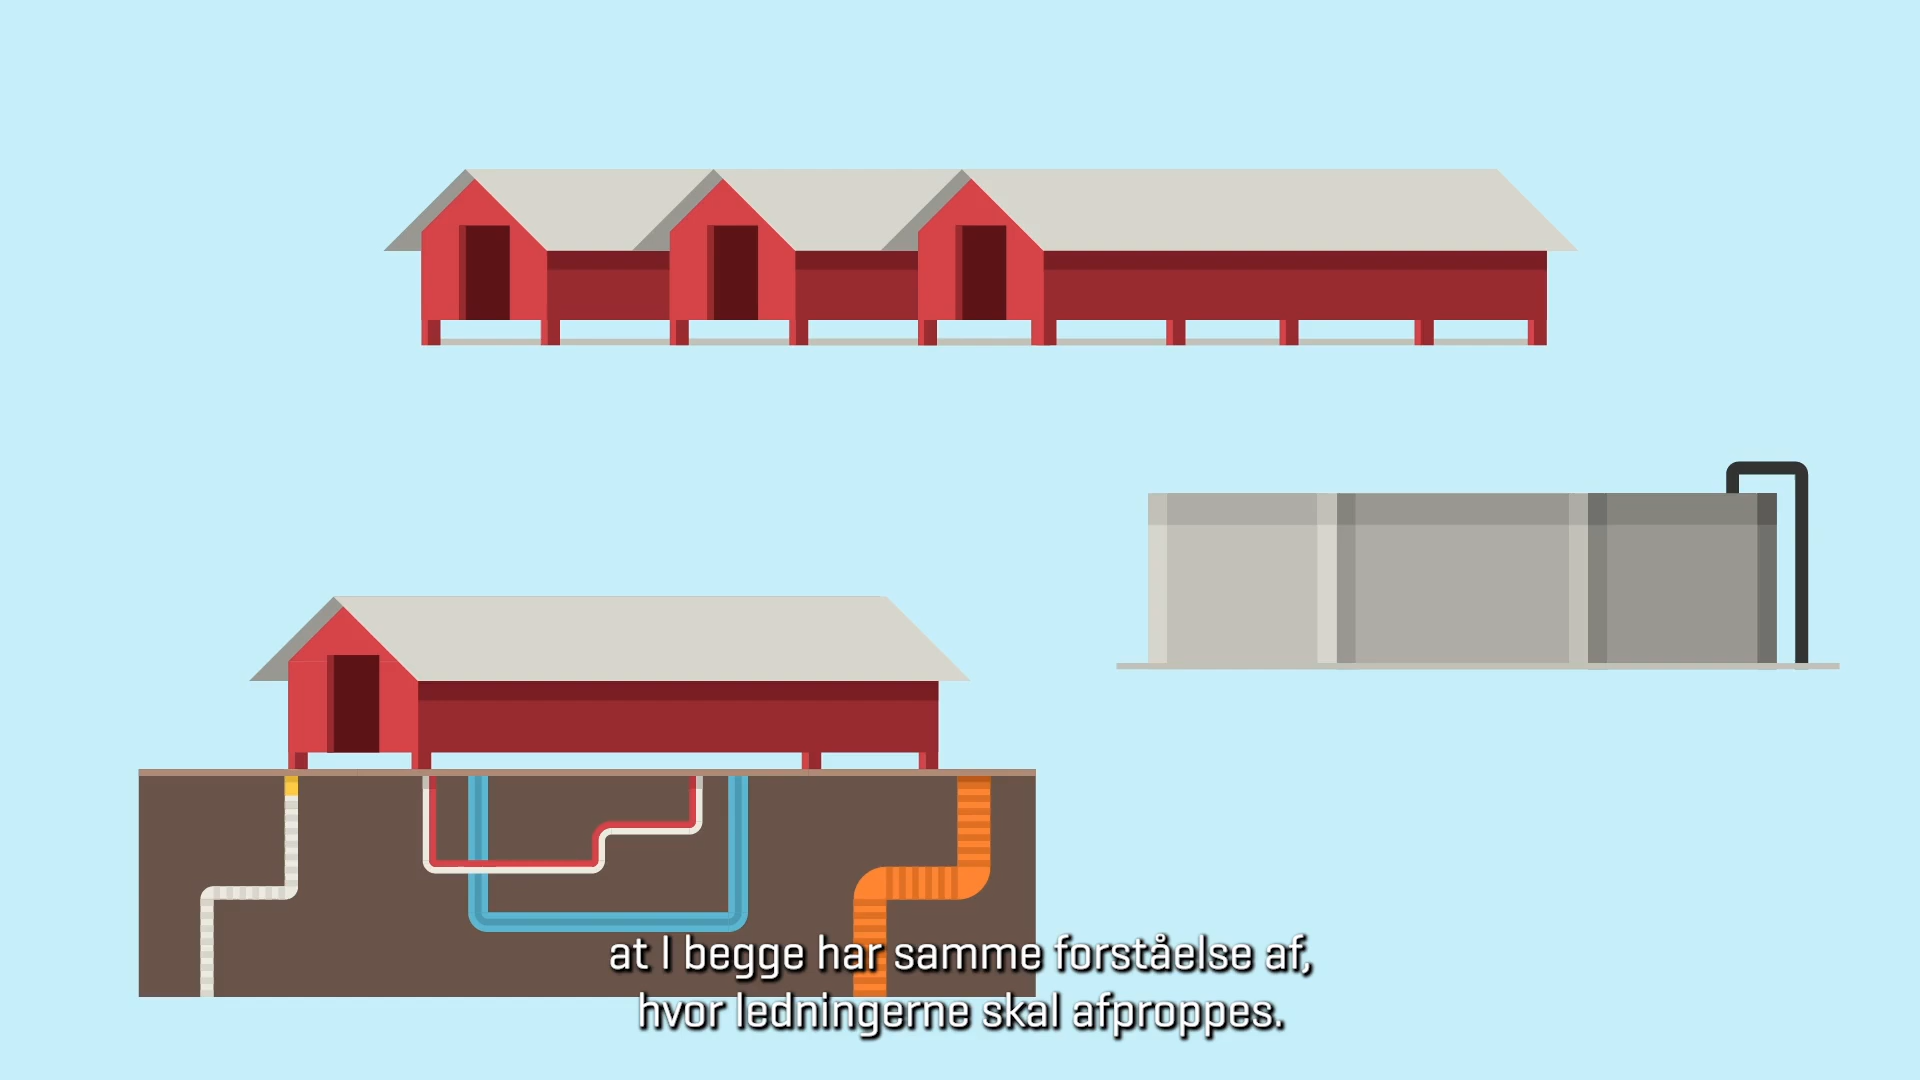 at I begge har samme forståelse af,
hvor ledningerne skal afproppes.